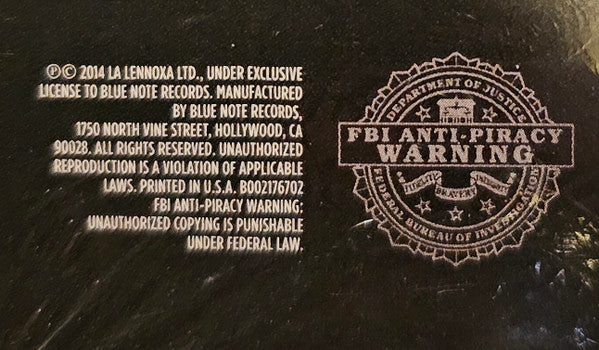 ℗© 2014 LA LENNOXA LTD., UNDER EXCLUSIVE
LICENSE TO BLUE NOTE RECORDS. MANUFACTURED
BY BLUE NOTE RECORDS,
1750 NORTH VINE STREET, HOLLYWOOD, CA
90028. ALL RIGHTS RESERVED. UNAUTHORIZED
REPRODUCTION IS A VIOLATION OF APPLICABLE
LAWS. PRINTED IN U.S.A. B002176702
FBI ANTI-PIRACY WARNING:
UNAUTHORIZED COPYING IS PUNISHABLE
UNDER FEDERAL LAW.
DEPARTMENT OF JUSTICE
FBI ANTI-PIRACY
WARNING
FIDELITY BRAVERY INTEGRITY
FEDERAL BUREAU OF INVESTIGATION